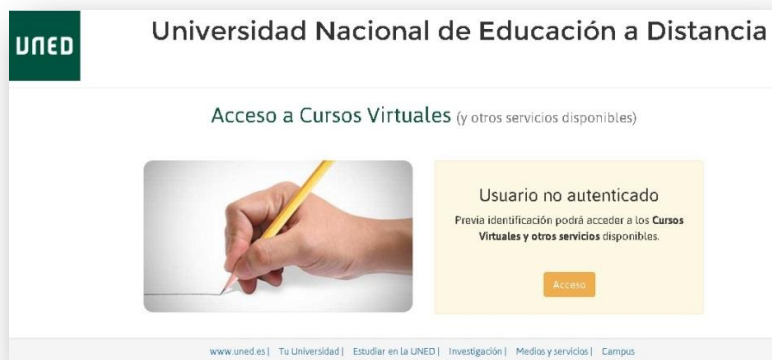 UNED
Universidad Nacional de Educación a Distancia
Acceso a Cursos Virtuales (y otros servicios disponibles)
Usuario no autenticado
Previa identificación podrá acceder a los Cursos
Virtuales y otros servicios disponibles.
Acceso
www.uned.es | Tu Universidad | Estudiar en la UNED | Investigación | Medios y servicios | Campus